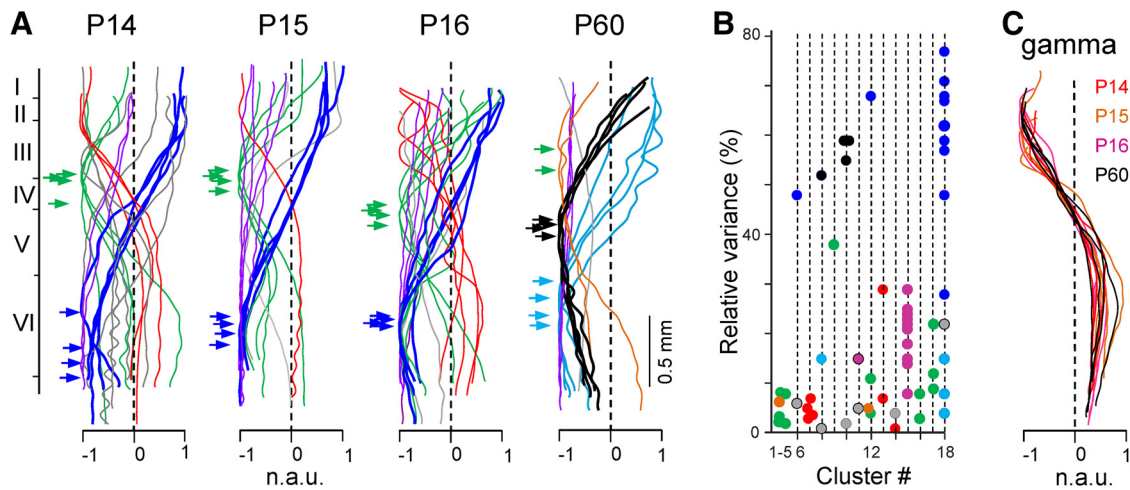 A
P14
P15
P16
P60
I
II
III
IV
V
VI
0.5 mm
-1 0 1
-1 0 1
-1 0 1
-1 0 1
n.a.u.
n.a.u.
B
80
40
0
Relative variance (%)
1-5 6 12 18
Cluster #
C
gamma
P14
P15
P16
P60
-1 0 1
n.a.u.